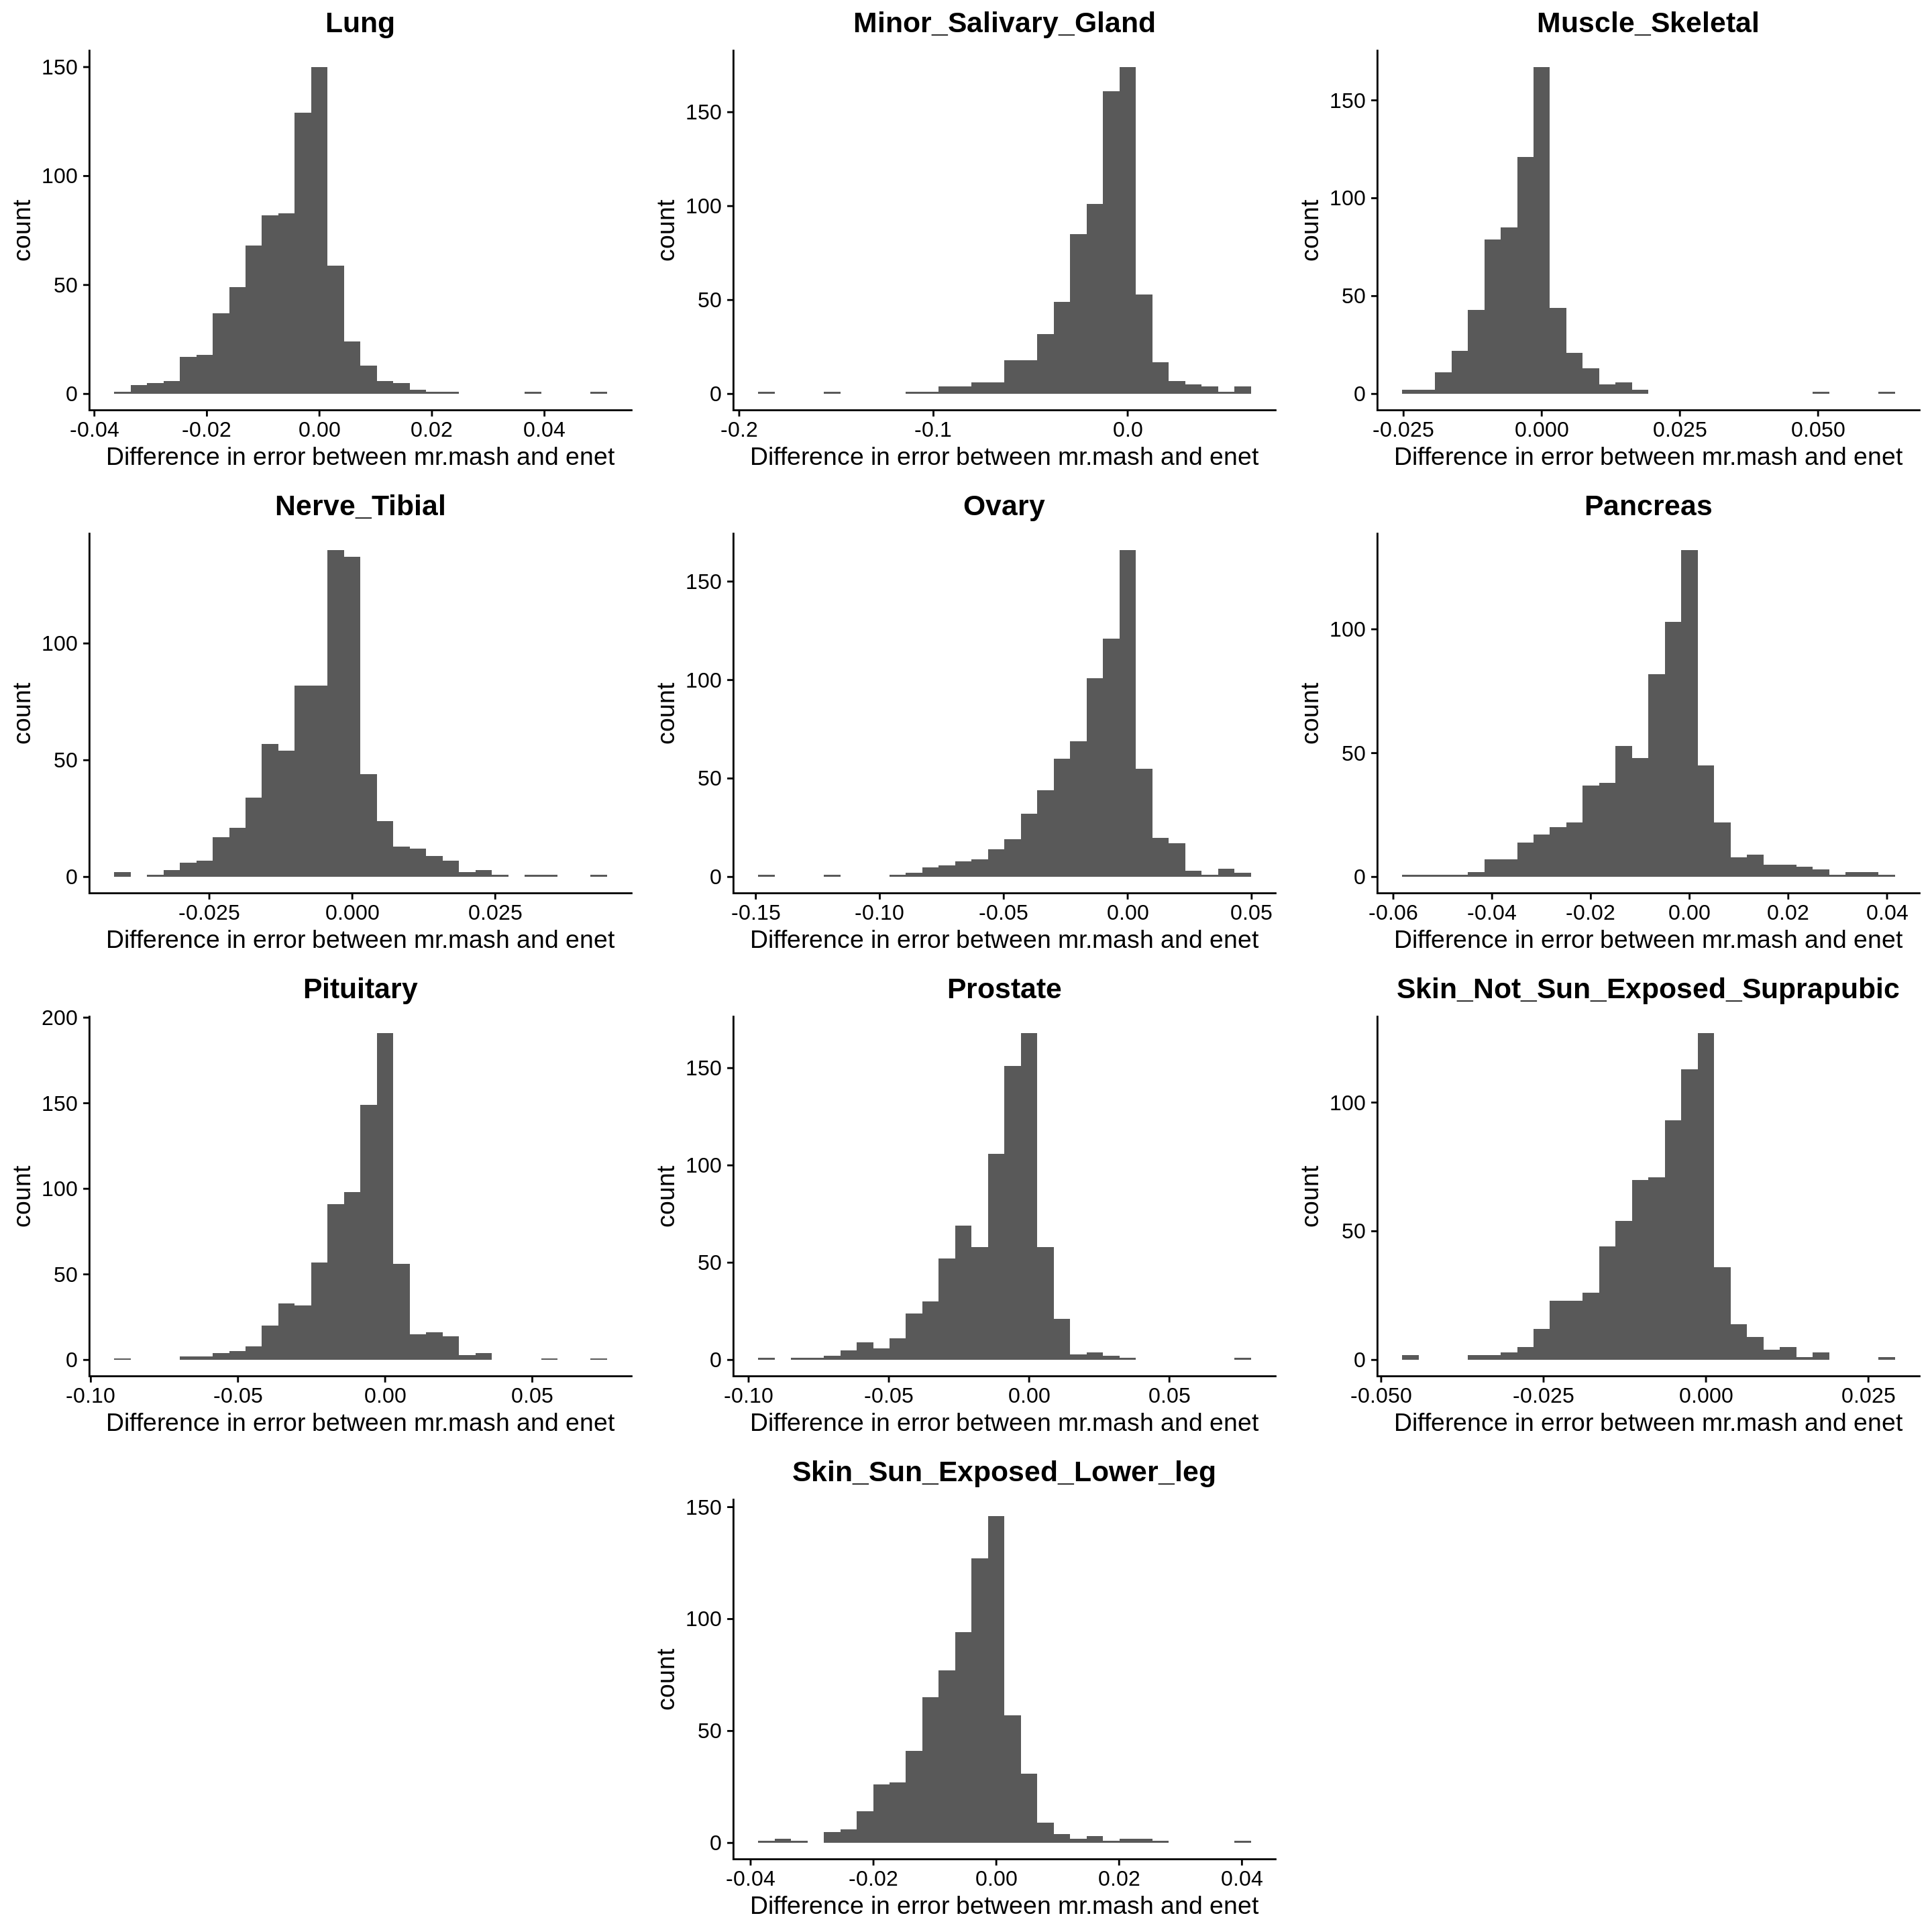 Lung
150
100
50
0
count
-0.04 -0.02 0.00 0.02 0.04
Difference in error between mr.mash and enet
Minor_Salivary_Gland
150
100
50
0
count
-0.2 -0.1 0.0
Difference in error between mr.mash and enet
Muscle_Skeletal
150
100
50
0
count
-0.025 0.000 0.025 0.050
Difference in error between mr.mash and enet
Nerve_Tibial
100
50
0
count
-0.025 0.000 0.025
Difference in error between mr.mash and enet
Ovary
150
100
50
0
count
-0.15 -0.10 -0.05 0.00 0.05
Difference in error between mr.mash and enet
Pancreas
100
50
0
count
-0.06 -0.04 -0.02 0.00 0.02 0.04
Difference in error between mr.mash and enet
Pituitary
200
150
100
50
0
count
-0.10 -0.05 0.00 0.05
Difference in error between mr.mash and enet
Prostate
150
100
50
0
count
-0.10 -0.05 0.00 0.05
Difference in error between mr.mash and enet
Skin_Not_Sun_Exposed_Suprapubic
100
50
0
count
-0.050 -0.025 0.000 0.025
Difference in error between mr.mash and enet
Skin_Sun_Exposed_Lower_leg
150
100
50
0
count
-0.04 -0.02 0.00 0.02 0.04
Difference in error between mr.mash and enet